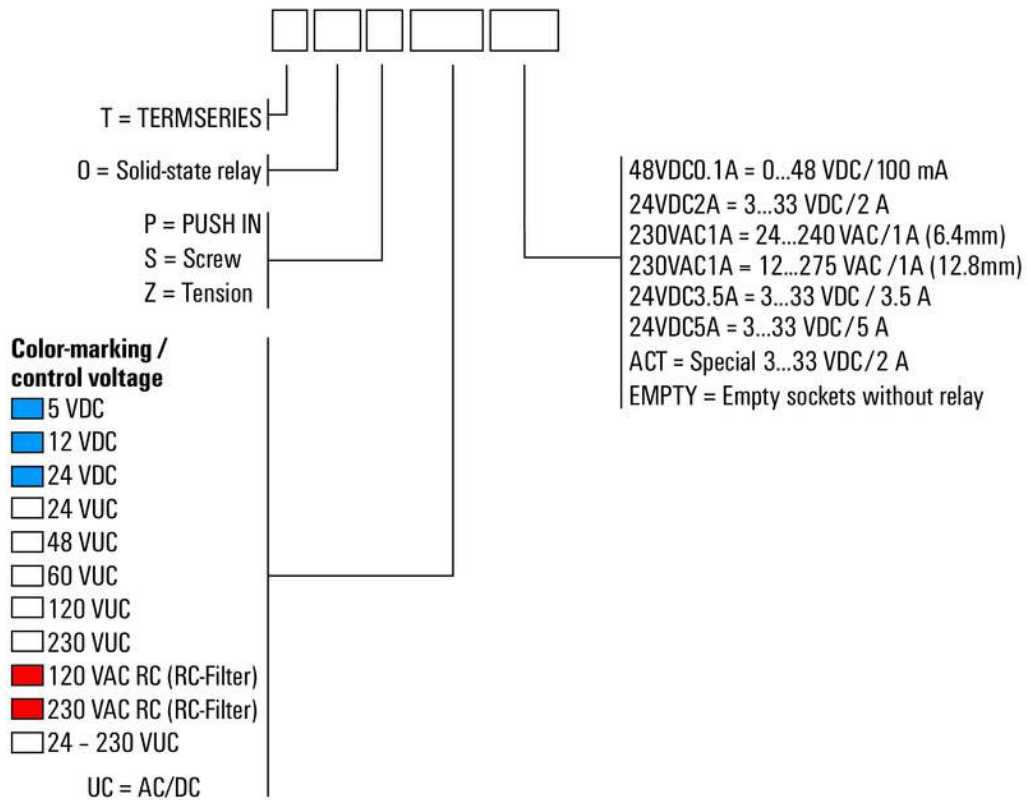 T = TERMSERIES
O = Solid-state relay
P = PUSH IN
S = Screw
Z = Tension
Color-marking /
control voltage
5 VDC
12 VDC
24 VDC
24 VUC
48 VUC
60 VUC
120 VUC
230 VUC
120 VAC RC (RC-Filter)
230 VAC RC (RC-Filter)
24 – 230 VUC
UC = AC/DC
48VDC0.1A = 0...48 VDC/100 mA
24VDC2A = 3...33 VDC/2 A
230VAC1A = 24...240 VAC/1A (6.4mm)
230VAC1A = 12...275 VAC /1A (12.8mm)
24VDC3.5A = 3...33 VDC / 3.5 A
24VDC5A = 3...33 VDC/5 A
ACT = Special 3...33 VDC/2 A
EMPTY = Empty sockets without relay